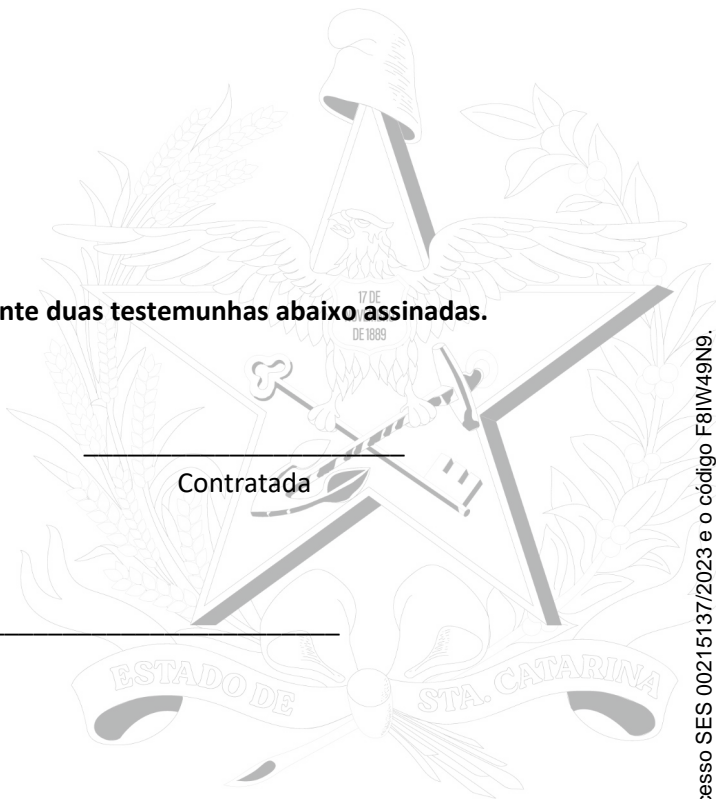 nte duas testemunhas abaixo assinadas.
17 DE
DE 1889
Contratada
ESTADO DE STA. CATARINA
cesso SES 00215137/2023 e o código F8IW49N9.